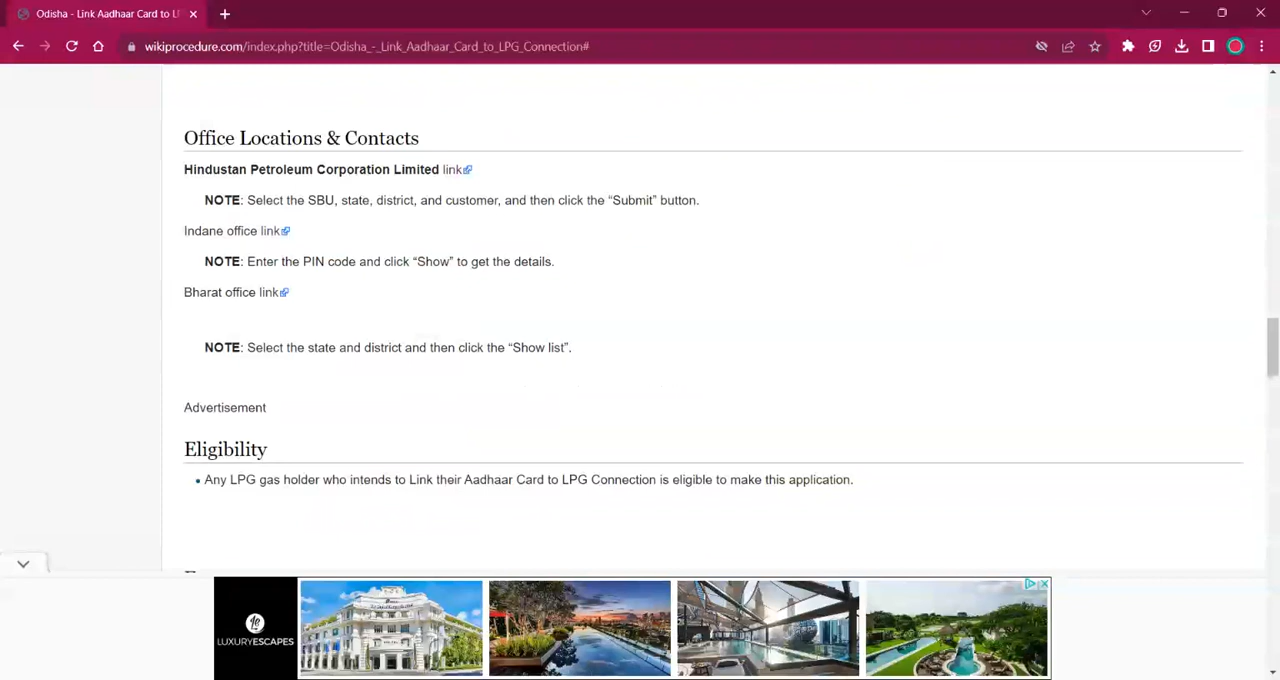 Odisha - Link Aadhaar Card to L
wikiprocedure.com/index.php?title=Odisha_-_Link_Aadhaar_Card_to_LPG_Connection#
Office Locations & Contacts
Hindustan Petroleum Corporation Limited link
NOTE: Select the SBU, state, district, and customer, and then click the “Submit” button.
Indane office link
NOTE: Enter the PIN code and click “Show” to get the details.
Bharat office link
NOTE: Select the state and district and then click the “Show list”.
Advertisement
Eligibility
Any LPG gas holder who intends to Link their Aadhaar Card to LPG Connection is eligible to make this application.
LUXURYESCAPES